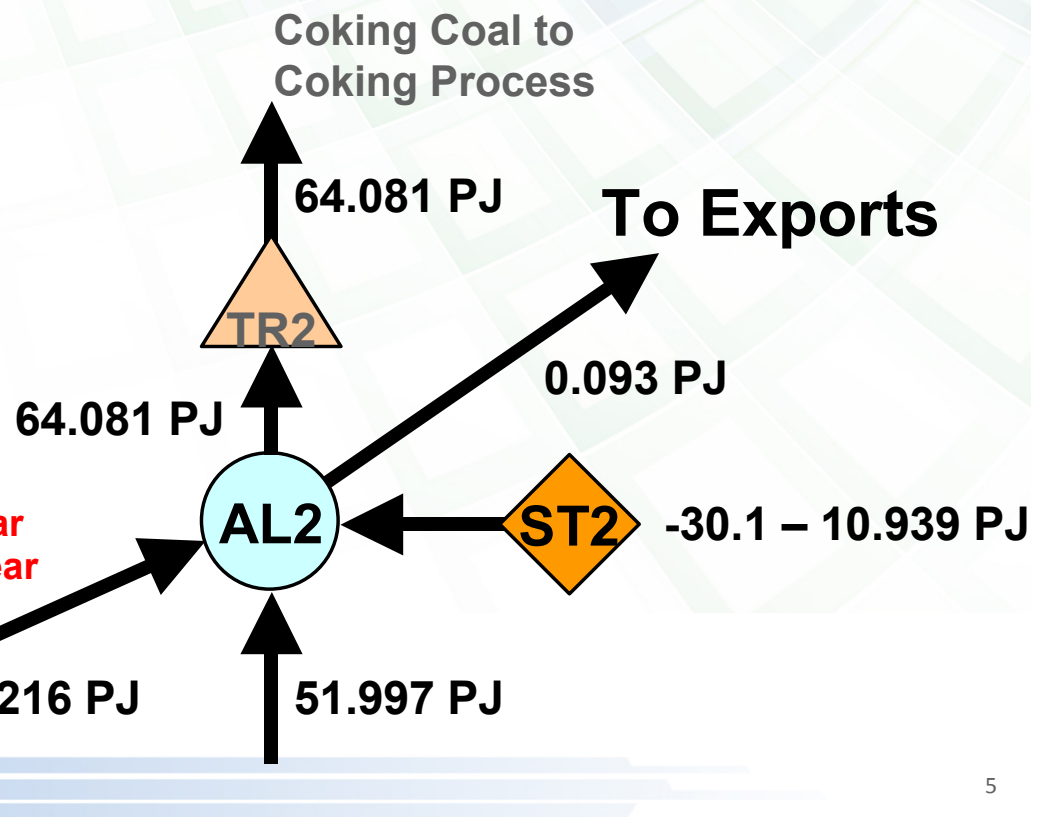 Coking Coal to
Coking Process
64.081 PJ
To Exports
TR2
0.093 PJ
64.081 PJ
AL2
ST2
-30.1 – 10.939 PJ
216 PJ
51.997 PJ
5